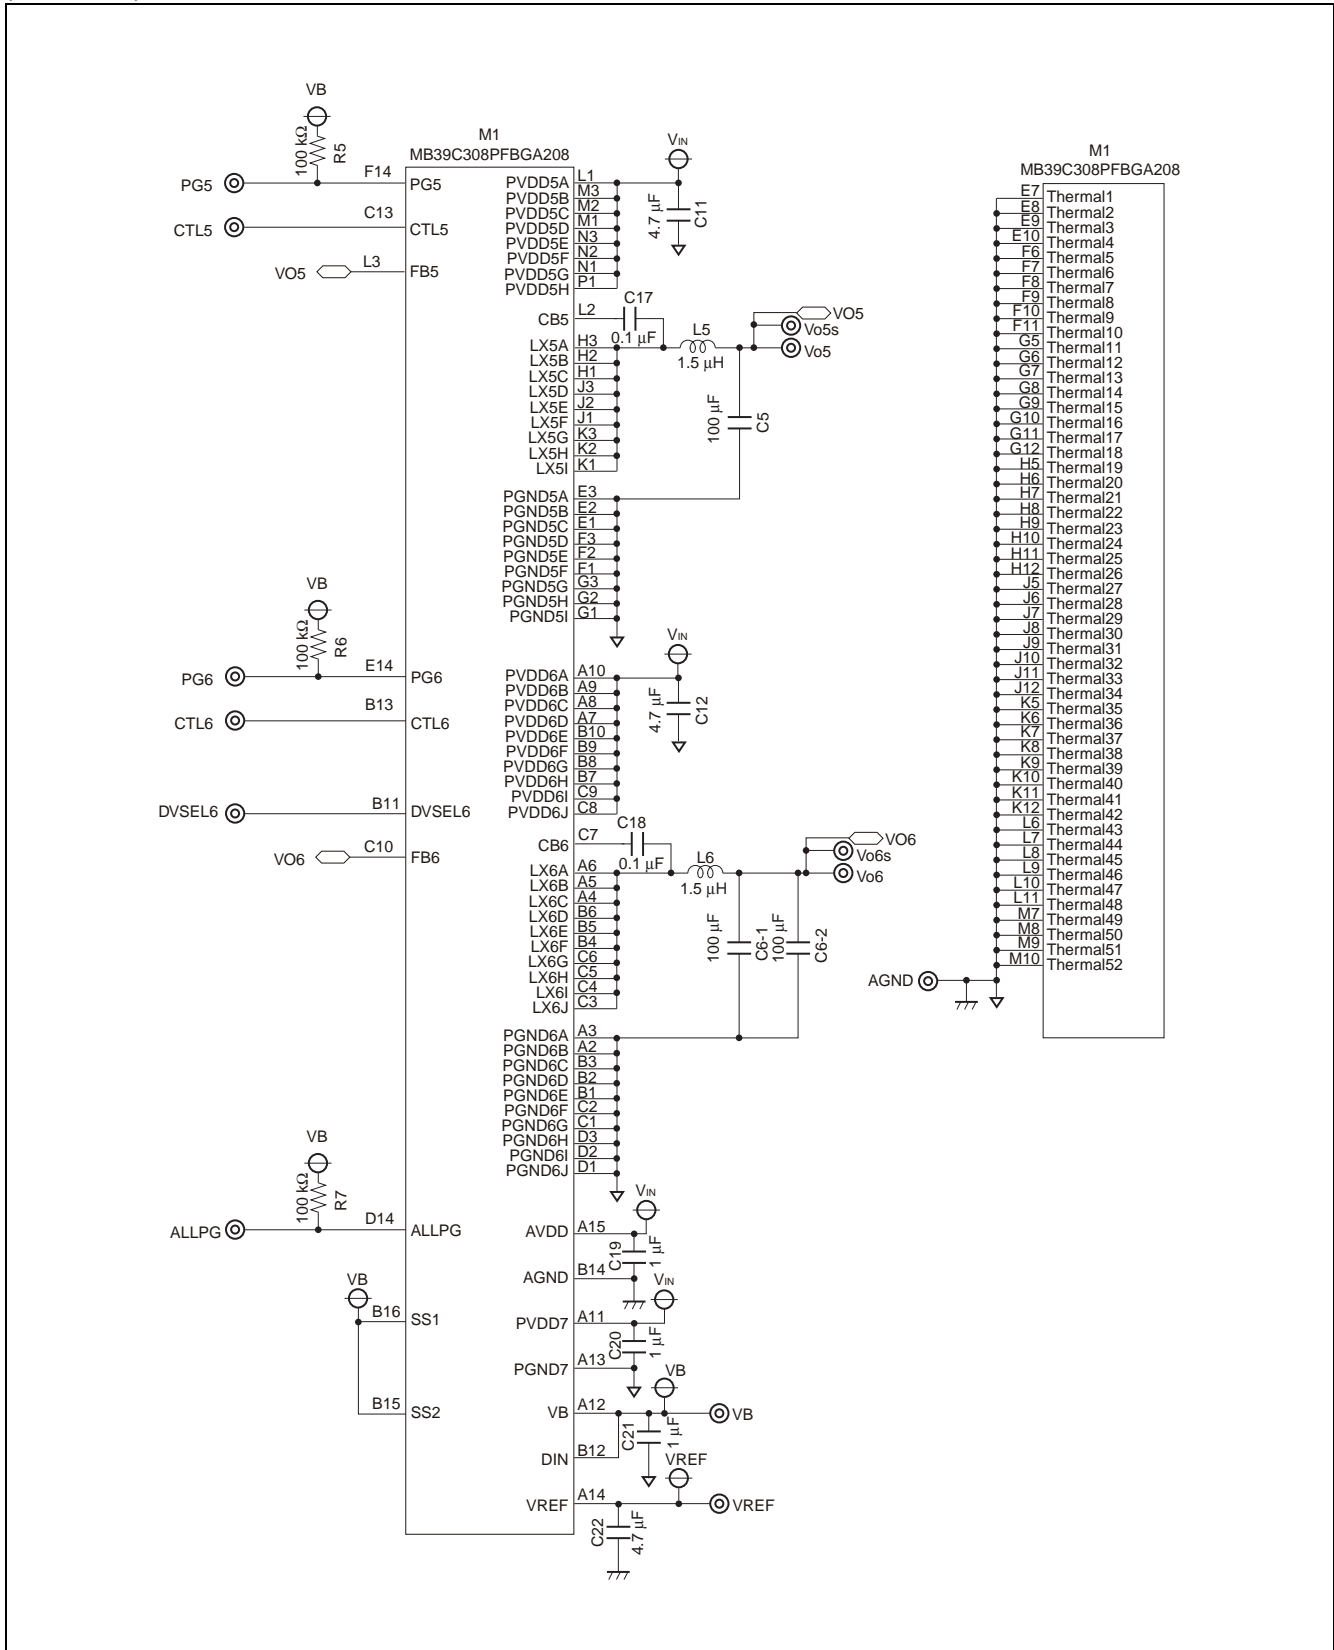 VB
100 kΩ
R5
PG5
F14
PG5
CTL5
C13
CTL5
VO5
L3
FB5
M1
MB39C308PFBGA208
PVDD5A L1
PVDD5B M3
PVDD5C M2
PVDD5D M1
PVDD5E N3
PVDD5F N2
PVDD5G N1
PVDD5H P1
VIN
4.7 µF
C11
CB5 L2
C17
0.1 µF
L5
1.5 µH
VO5
Vo5s
Vo5
LX5A H3
LX5B H2
LX5C H1
LX5D J3
LX5E J2
LX5F J1
LX5G K3
LX5H K2
LX5I K1
100 µF
C5
PGND5A E3
PGND5B E2
PGND5C E1
PGND5D F3
PGND5E F2
PGND5F F1
PGND5G G3
PGND5H G2
PGND5I G1
VB
100 kΩ
R6
PG6
E14
PG6
CTL6
B13
CTL6
DVSEL6
B11
DVSEL6
VO6
C10
FB6
PVDD6A A10
PVDD6B A9
PVDD6C A8
PVDD6D A7
PVDD6E B10
PVDD6F B9
PVDD6G B8
PVDD6H B7
PVDD6I C9
PVDD6J C8
VIN
4.7 µF
C12
CB6 C7
C18
0.1 µF
L6
1.5 µH
VO6
Vo6s
Vo6
LX6A A6
LX6B A5
LX6C A4
LX6D B6
LX6E B5
LX6F B4
LX6G C6
LX6H C5
LX6I C4
LX6J C3
100 µF
C6-1
100 µF
C6-2
PGND6A A3
PGND6B A2
PGND6C B3
PGND6D B2
PGND6E B1
PGND6F C2
PGND6G C1
PGND6H D3
PGND6I D2
PGND6J D1
VB
100 kΩ
R7
ALLPG
D14
ALLPG
VB
B16
SS1
B15
SS2
VIN
AVDD A15
C19
1 µF
AGND B14
VIN
PVDD7 A11
C20
1 µF
PGND7 A13
VB
VB A12
VB
C21
1 µF
DIN B12
VREF
VREF A14
VREF
C22
4.7 µF
M1
MB39C308PFBGA208
E7 Thermal1
E8 Thermal2
E9 Thermal3
E10 Thermal4
F6 Thermal5
F7 Thermal6
F8 Thermal7
F9 Thermal8
F10 Thermal9
F11 Thermal10
G5 Thermal11
G6 Thermal12
G7 Thermal13
G8 Thermal14
G9 Thermal15
G10 Thermal16
G11 Thermal17
G12 Thermal18
H5 Thermal19
H6 Thermal20
H7 Thermal21
H8 Thermal22
H9 Thermal23
H10 Thermal24
H11 Thermal25
H12 Thermal26
J5 Thermal27
J6 Thermal28
J7 Thermal29
J8 Thermal30
J9 Thermal31
J10 Thermal32
J11 Thermal33
J12 Thermal34
K5 Thermal35
K6 Thermal36
K7 Thermal37
K8 Thermal38
K9 Thermal39
K10 Thermal40
K11 Thermal41
K12 Thermal42
L6 Thermal43
L7 Thermal44
L8 Thermal45
L9 Thermal46
L10 Thermal47
L11 Thermal48
M7 Thermal49
M8 Thermal50
M9 Thermal51
M10 Thermal52
AGND